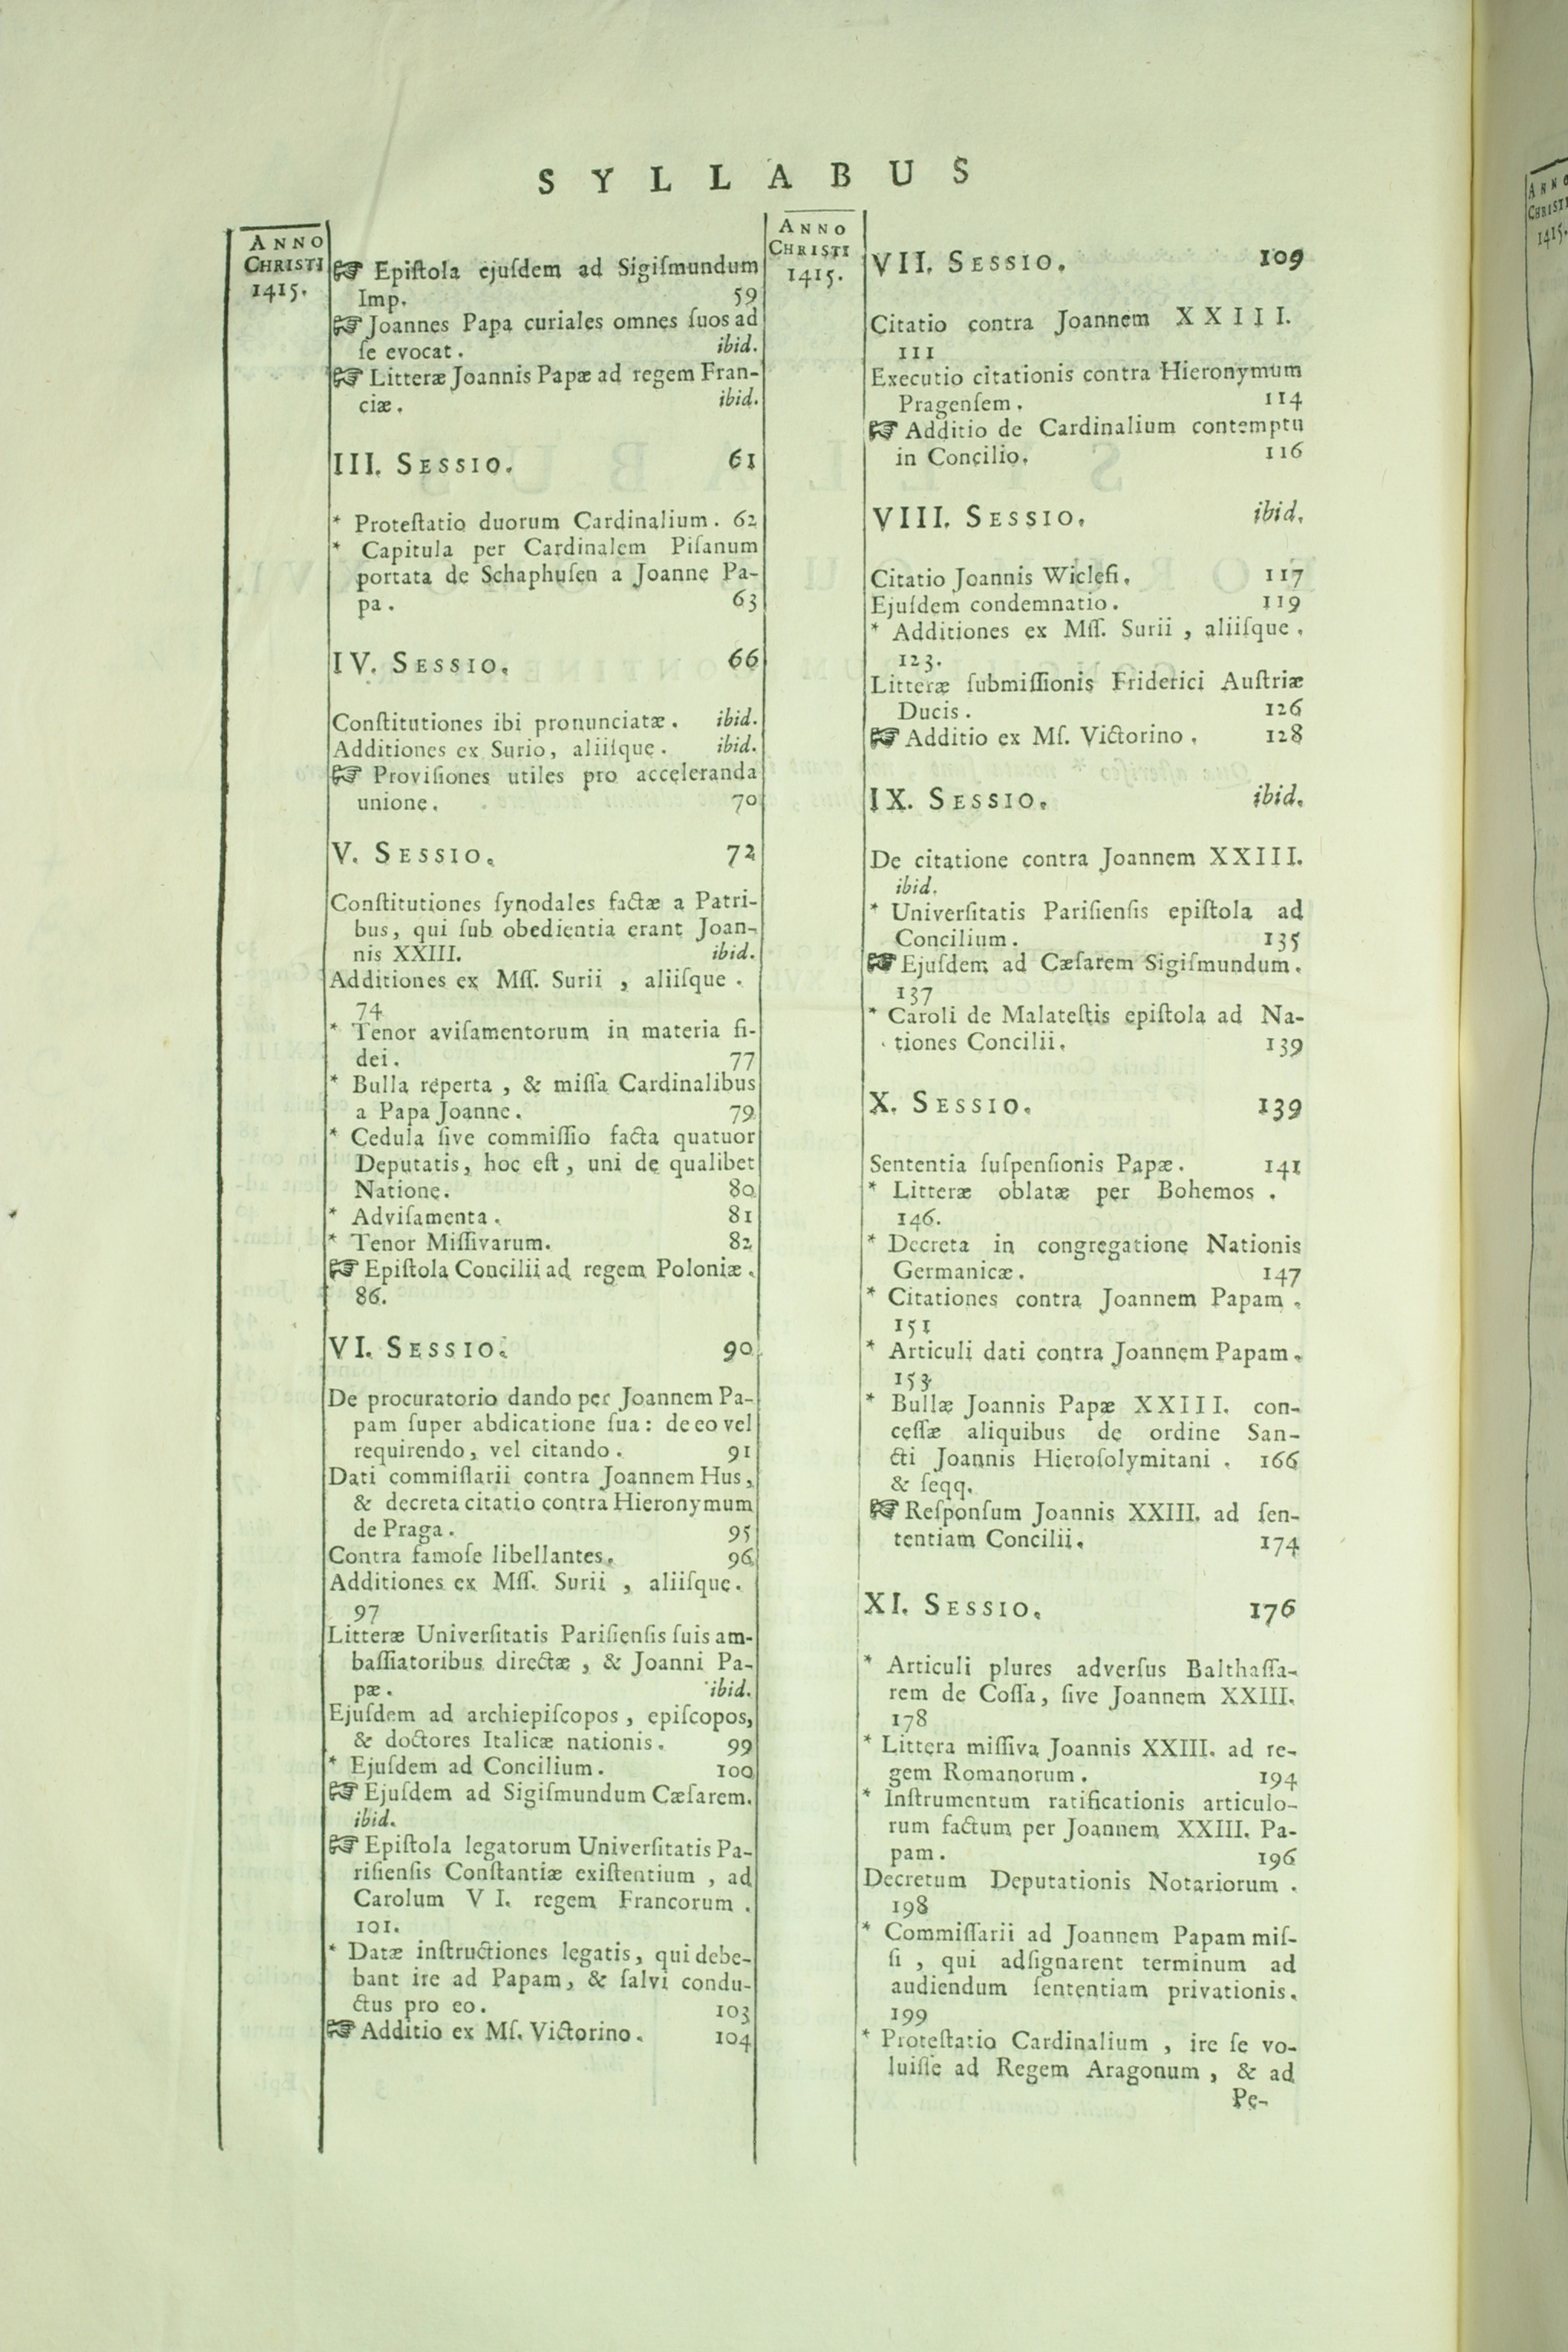 SYLLABUS
ANNO
CHRISTI
1415.
☞ Epiſtola ejuſdem ad Sigiſmundum
Imp. 59
☞ Joannes Papa curiales omnes ſuos ad
ſe evocat. ibid.
☞ Litteræ Joannis Papæ ad regem Fran-
ciæ. ibid.
III. SESSIO. 61
* Proteſtatio duorum Cardinalium. 62
* Capitula per Cardinalem Piſanum
portata de Schaphuſen a Joanne Pa-
pa. 63
IV. SESSIO. 66
Conſtitutiones ibi pronunciatæ. ibid.
Additiones ex Surio, aliiſque. ibid.
☞ Proviſiones utiles pro acceleranda
unione. 70
V. SESSIO. 72
Conſtitutiones ſynodales factæ a Patri-
bus, qui ſub obedientia erant Joan-
nis XXIII. ibid.
Additiones ex Mſſ. Surii, aliiſque.
74
* Tenor aviſamentorum in materia fi-
dei. 77
* Bulla reperta, & miſſa Cardinalibus
a Papa Joanne. 79
* Cedula ſive commiſſio facta quatuor
Deputatis, hoc eſt, uni de qualibet
Natione. 80
* Adviſamenta. 81
* Tenor Miſſivarum. 82
☞ Epiſtola Concilii ad regem Poloniæ.
86.
VI. SESSIO. 90
De procuratorio dando per Joannem Pa-
pam ſuper abdicatione ſua: de eo vel
requirendo, vel citando. 91
Dati commiſſarii contra Joannem Hus,
& decreta citatio contra Hieronymum
de Praga. 95
Contra famoſe libellantes. 96
Additiones ex Mſſ. Surii, aliiſque.
97
Litteræ Univerſitatis Pariſienſis ſuis am-
baſſiatoribus directæ, & Joanni Pa-
pæ. ibid.
Ejuſdem ad archiepiſcopos, epiſcopos,
& doctores Italicæ nationis. 99
* Ejuſdem ad Concilium. 100
☞ Ejuſdem ad Sigiſmundum Cæſarem.
ibid.
☞ Epiſtola legatorum Univerſitatis Pa-
riſienſis Conſtantiæ exiſtentium, ad
Carolum VI. regem Francorum.
101.
* Datæ inſtructiones legatis, qui debe-
bant ire ad Papam, & ſalvi condu-
ctus pro eo. 103
☞ Additio ex Mſ. Victorino. 104
ANNO
CHRISTI
1415.
VII. SESSIO. 109
Citatio contra Joannem XXIII.
111
Executio citationis contra Hieronymum
Pragenſem. 114
☞ Additio de Cardinalium contemptu
in Concilio. 116
VIII. SESSIO. ibid.
Citatio Joannis Wiclefi. 117
Ejuſdem condemnatio. 119
* Additiones ex Mſſ. Surii, aliiſque.
123.
Litteræ ſubmiſſionis Friderici Auſtriæ
Ducis. 126
☞ Additio ex Mſ. Victorino. 128
IX. SESSIO. ibid.
De citatione contra Joannem XXIII.
ibid.
* Univerſitatis Pariſienſis epiſtola ad
Concilium. 135
☞ Ejuſdem ad Cæſarem Sigiſmundum.
137
* Caroli de Malateſtis epiſtola ad Na-
tiones Concilii. 139
X. SESSIO. 139
Sententia ſuſpenſionis Papæ. 141
* Litteræ oblatæ per Bohemos.
146.
* Decreta in congregatione Nationis
Germanicæ. 147
* Citationes contra Joannem Papam.
151
* Articuli dati contra Joannem Papam.
153
* Bullæ Joannis Papæ XXIII. con-
ceſſæ aliquibus de ordine San-
cti Joannis Hieroſolymitani. 166
& ſeqq.
☞ Reſponſum Joannis XXIII. ad ſen-
tentiam Concilii. 174
XI. SESSIO. 176
* Articuli plures adverſus Balthaſſa-
rem de Coſſa, ſive Joannem XXIII.
178
* Littera miſſiva Joannis XXIII. ad re-
gem Romanorum. 194
* Inſtrumentum ratificationis articulo-
rum factum per Joannem XXIII. Pa-
pam. 196
Decretum Deputationis Notariorum.
198
* Commiſſarii ad Joannem Papam miſ-
ſi, qui adſignarent terminum ad
audiendum ſententiam privationis.
199
* Proteſtatio Cardinalium, ire ſe vo-
luiſſe ad Regem Aragonum, & ad
Pe-
ANNO
CHRISTI
1415.